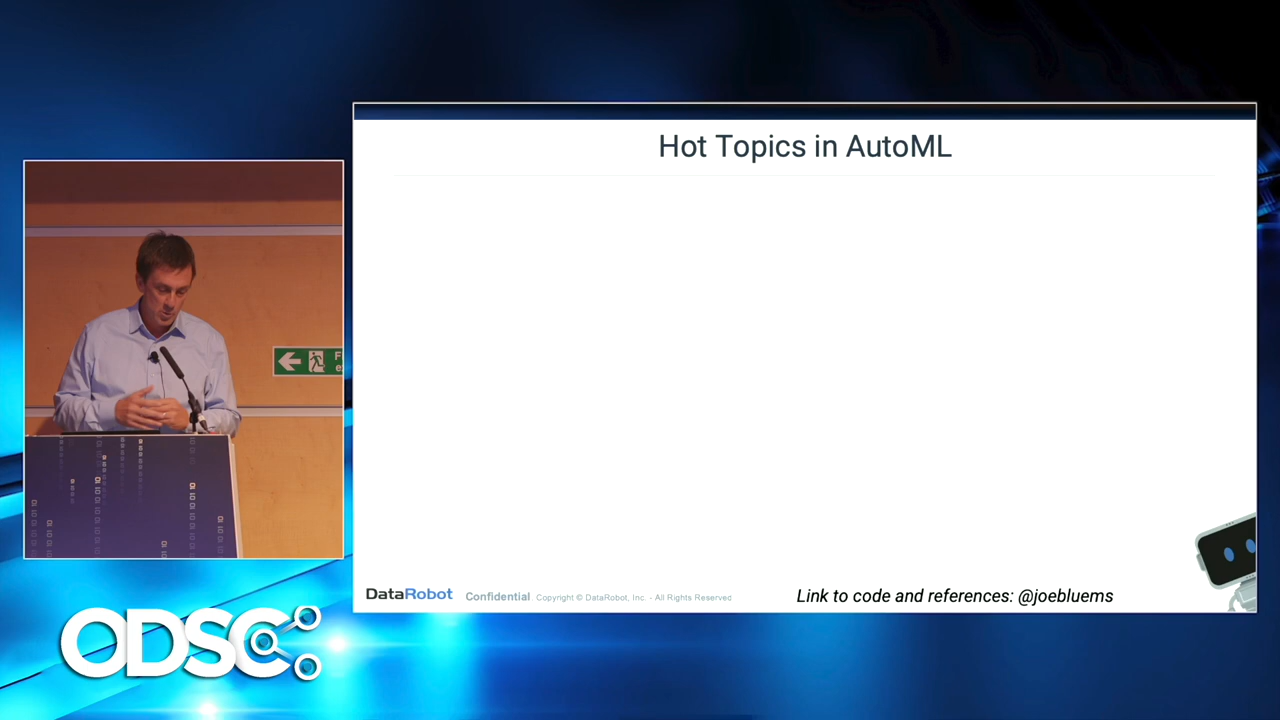 Hot Topics in AutoML
DataRobot Confidential Copyright © DataRobot, Inc. - All Rights Reserved
Link to code and references: @joebluems
ODSC